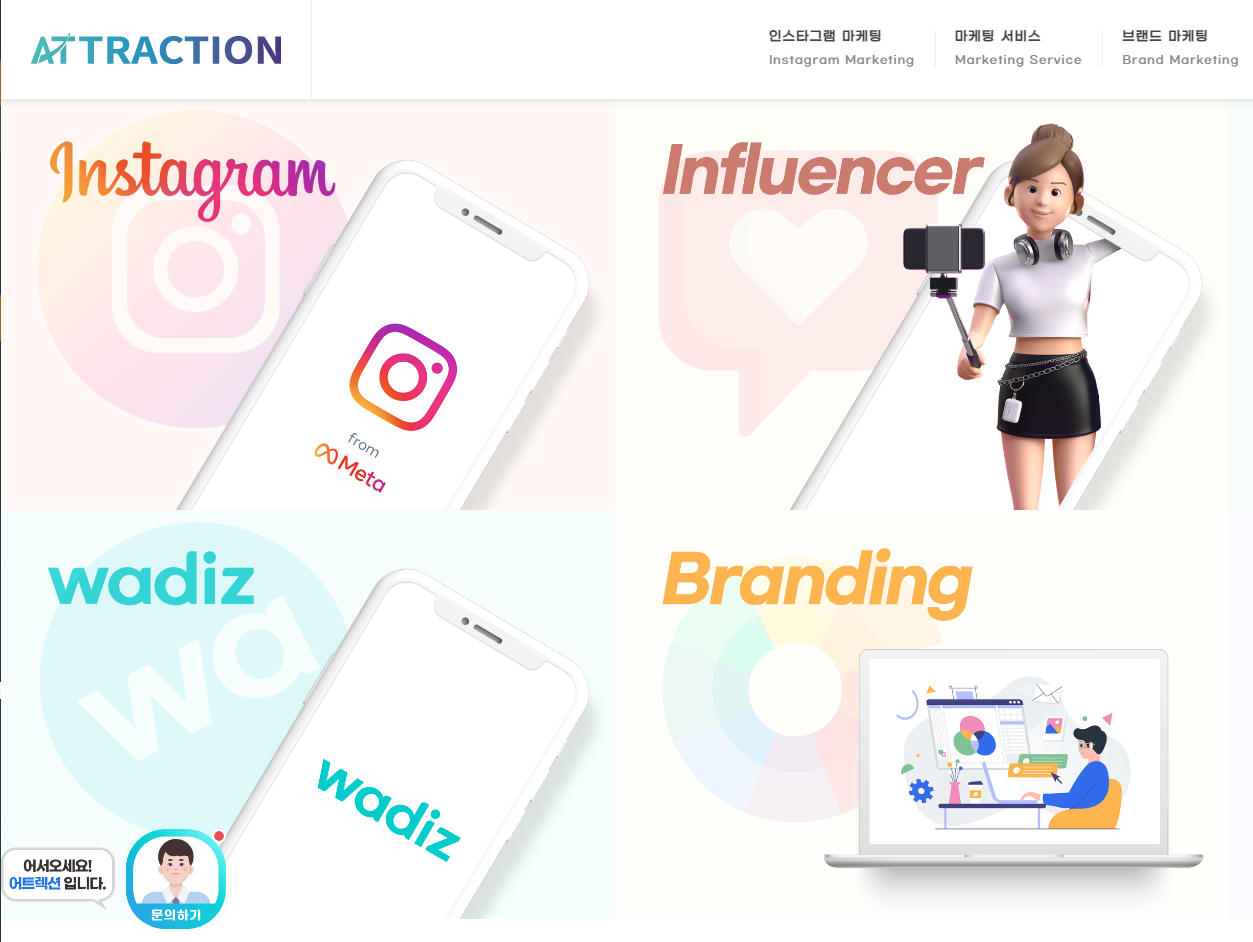 ATTRACTION
인스타그램 마케팅
Instagram Marketing
마케팅 서비스
Marketing Service
브랜드 마케팅
Brand Marketing
Instagram
from
Meta
Influencer
wadiz
wa
wadiz
Branding
어서오세요!
어트렉션 입니다.
문의하기